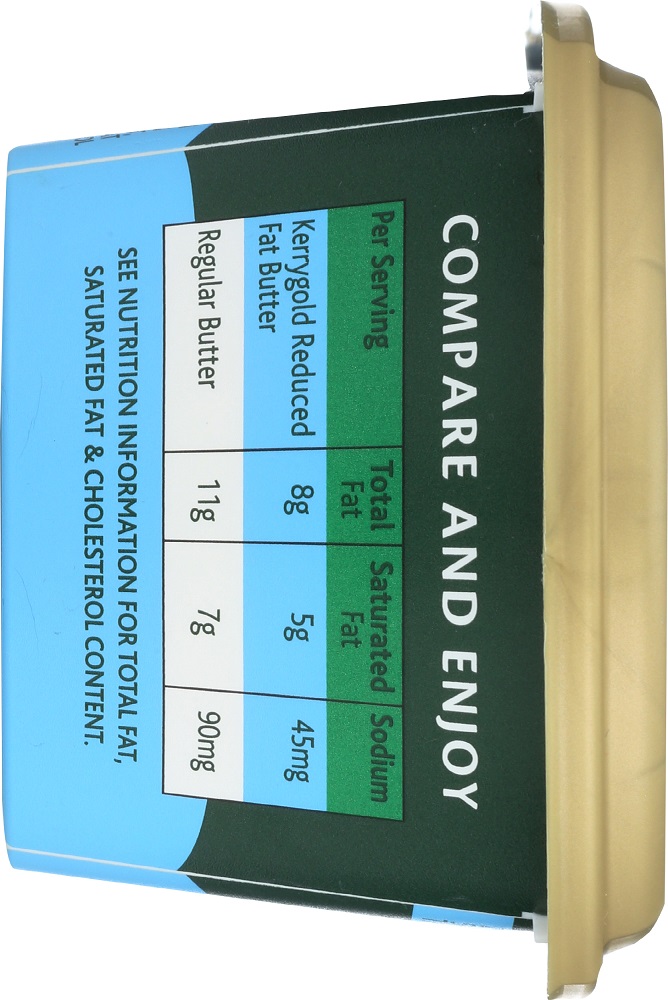 COMPARE AND ENJOY
Per Serving Total Fat Saturated Fat Sodium
Kerrygold Reduced Fat Butter 8g 5g 45mg
Regular Butter 11g 7g 90mg
SEE NUTRITION INFORMATION FOR TOTAL FAT,
SATURATED FAT & CHOLESTEROL CONTENT.